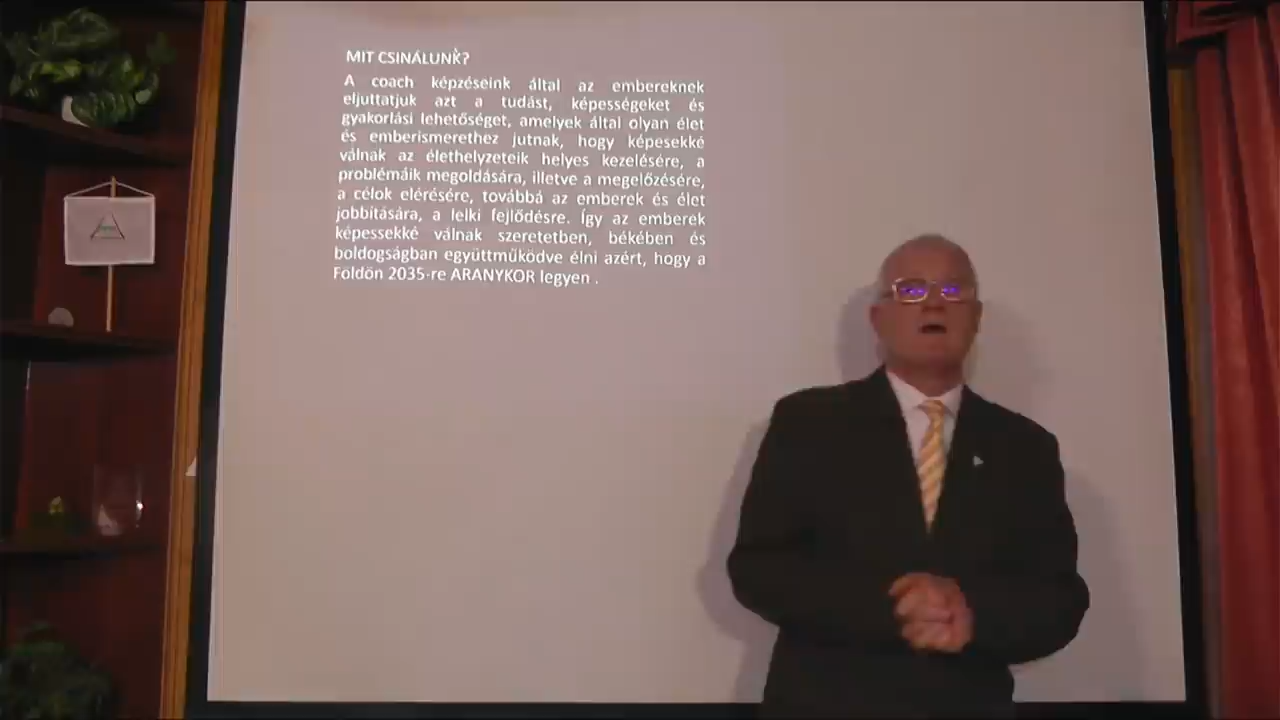 MIT CSINÁLUNK?
A coach képzéseink által az embereknek
eljuttatjuk azt a tudást, képességeket és
gyakorlási lehetőséget, amelyek által olyan élet
és emberismerethez jutnak, hogy képesekké
válnak az élethelyzeteik helyes kezelésére, a
problémáik megoldására, illetve a megelőzésére,
a célok elérésére, továbbá az emberek és élet
jobbítására, a lelki fejlődésre. Így az emberek
képessekké válnak szeretetben, békében és
boldogságban együttműködve élni azért, hogy a
Földön 2035-re ARANYKOR legyen .